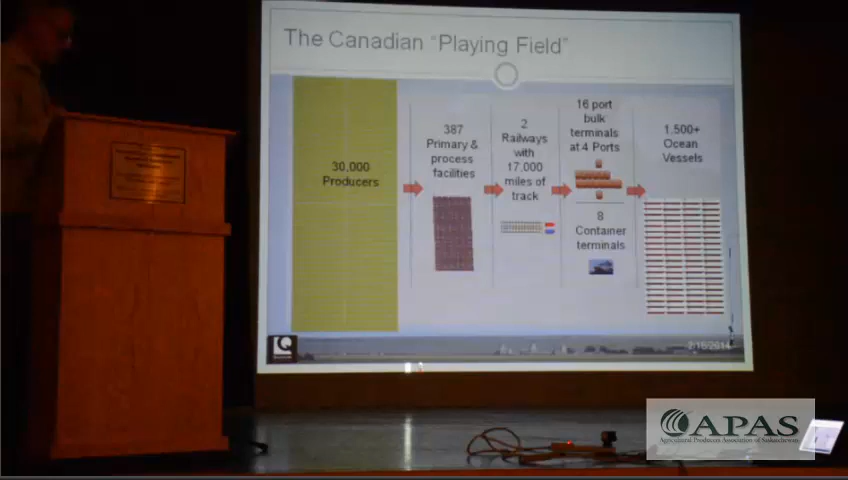 The Canadian "Playing Field"
30,000
Producers
387
Primary &
process
facilities
2
Railways
with
17,000
miles of
track
16 port
bulk
terminals
at 4 Ports
8
Container
terminals
1,500+
Ocean
Vessels
APAS
Agricultural Producers Association of Saskatchewan